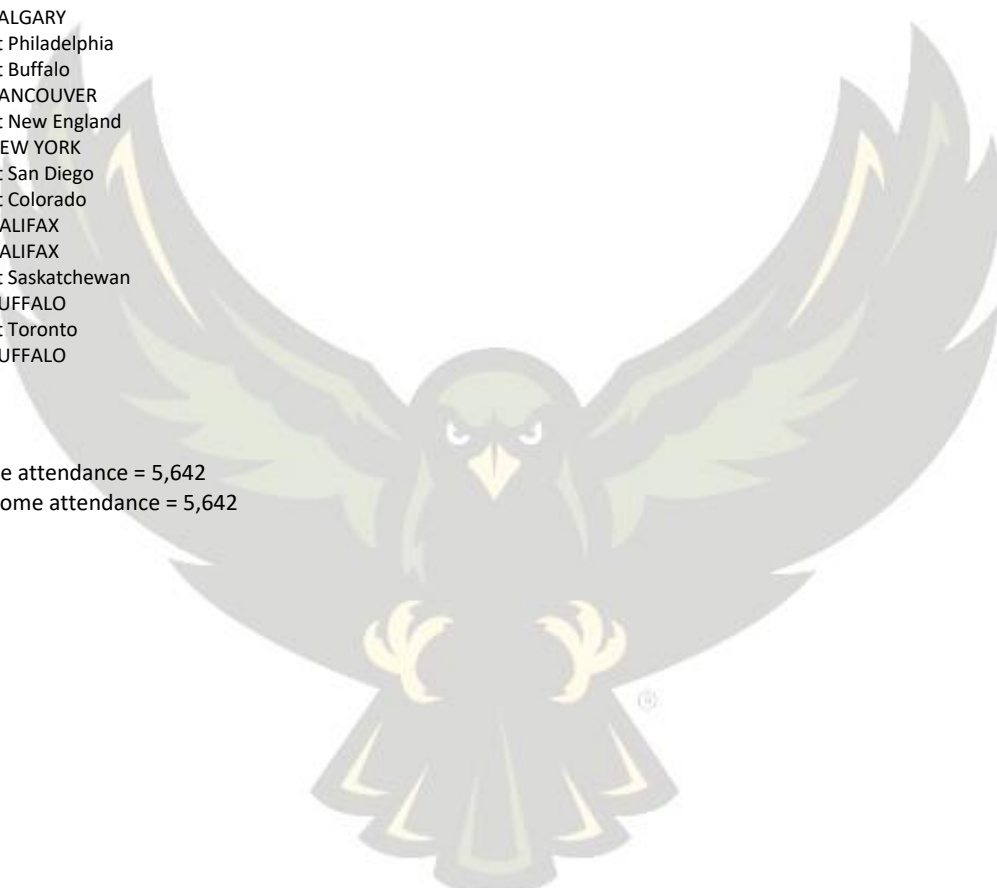 ALGARY
t Philadelphia
t Buffalo
ANCOUVER
t New England
EW YORK
t San Diego
t Colorado
ALIFAX
ALIFAX
t Saskatchewan
UFFALO
t Toronto
UFFALO
e attendance = 5,642
ome attendance = 5,642
®